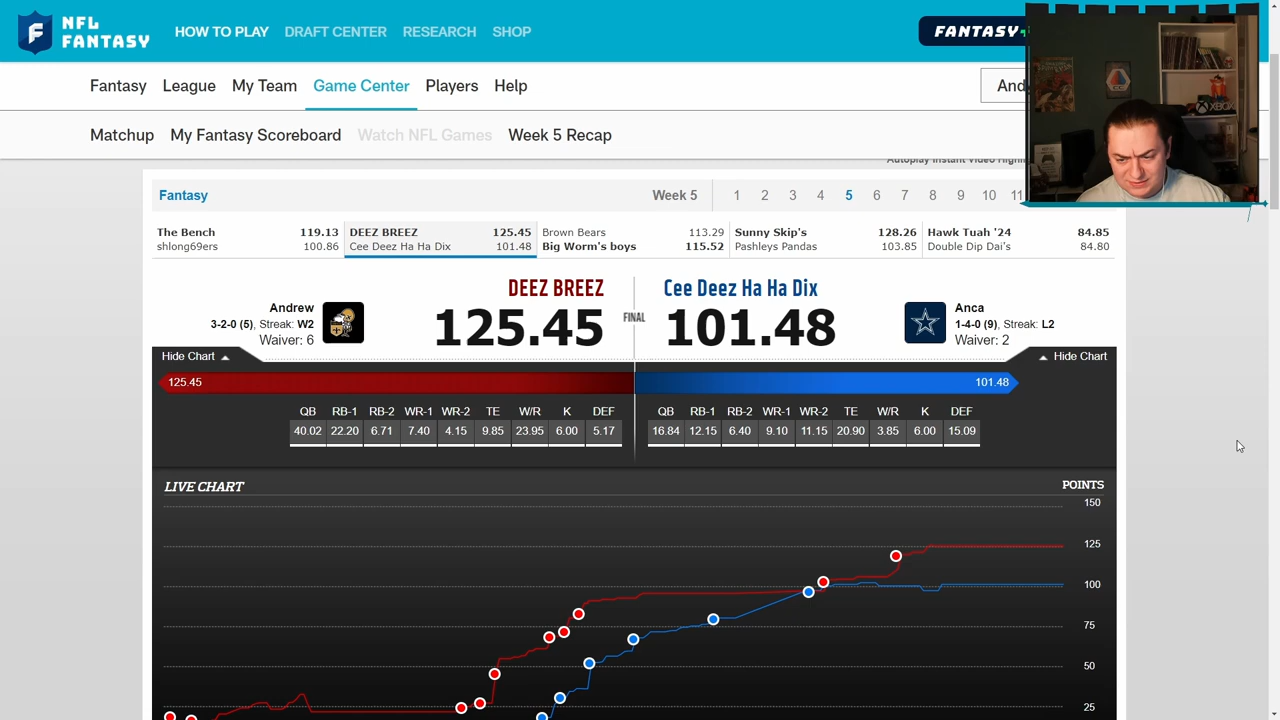 NFL FANTASY
HOW TO PLAY DRAFT CENTER RESEARCH SHOP
FANTASY+
Fantasy League My Team Game Center Players Help
Matchup My Fantasy Scoreboard Watch NFL Games Week 5 Recap
Fantasy Week 5 1 2 3 4 5 6 7 8 9 10 11
The Bench 119.13
shlong69ers 100.86
DEEZ BREEZ 125.45
Cee Deez Ha Ha Dix 101.48
Brown Bears 113.29
Big Worm's boys 115.52
Sunny Skip's 128.26
Pashleys Pandas 103.85
Hawk Tuah '24 84.85
Double Dip Dai's 84.80
DEEZ BREEZ
125.45
Andrew
3-2-0 (5), Streak: W2
Waiver: 6
FINAL
Cee Deez Ha Ha Dix
101.48
Anca
1-4-0 (9), Streak: L2
Waiver: 2
Hide Chart
Hide Chart
125.45 101.48
QB RB-1 RB-2 WR-1 WR-2 TE W/R K DEF
40.02 22.20 6.71 7.40 4.15 9.85 23.95 6.00 5.17
QB RB-1 RB-2 WR-1 WR-2 TE W/R K DEF
16.84 12.15 6.40 9.10 11.15 20.90 3.85 6.00 15.09
LIVE CHART POINTS
150
125
100
75
50
25
XBOX